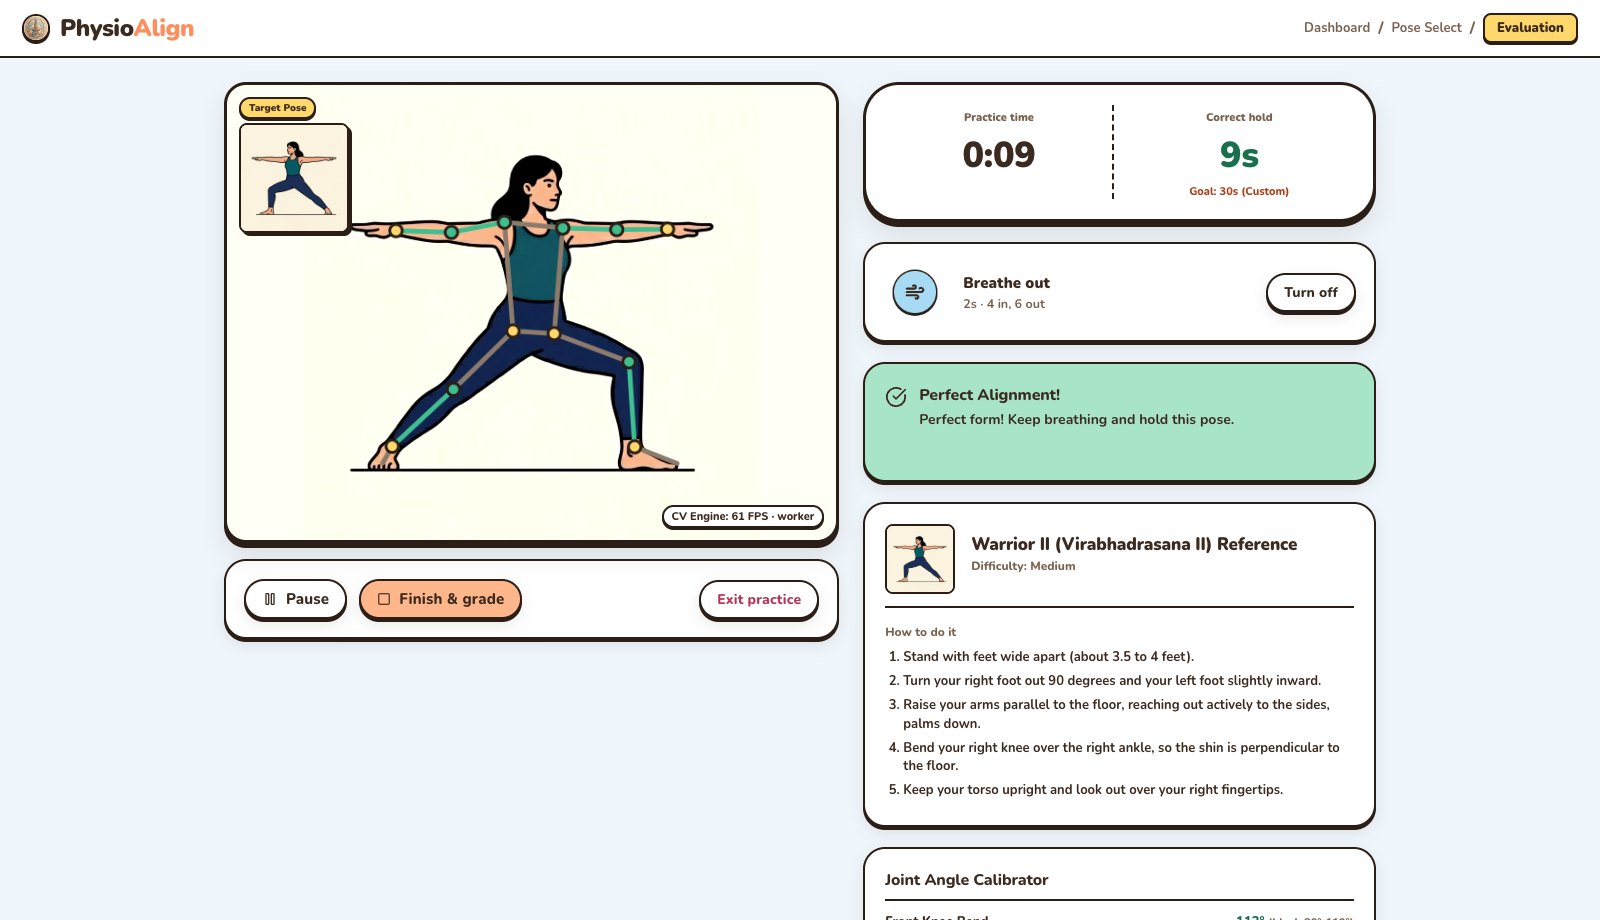 PhysioAlign
Dashboard / Pose Select / Evaluation
Target Pose
CV Engine: 61 FPS · worker
Pause
Finish & grade
Exit practice
Practice time
0:09
Correct hold
9s
Goal: 30s (Custom)
Breathe out
2s · 4 in, 6 out
Turn off
Perfect Alignment!
Perfect form! Keep breathing and hold this pose.
Warrior II (Virabhadrasana II) Reference
Difficulty: Medium
How to do it
1. Stand with feet wide apart (about 3.5 to 4 feet).
2. Turn your right foot out 90 degrees and your left foot slightly inward.
3. Raise your arms parallel to the floor, reaching out actively to the sides,
palms down.
4. Bend your right knee over the right ankle, so the shin is perpendicular to
the floor.
5. Keep your torso upright and look out over your right fingertips.
Joint Angle Calibrator
Front Knee Bend
112°